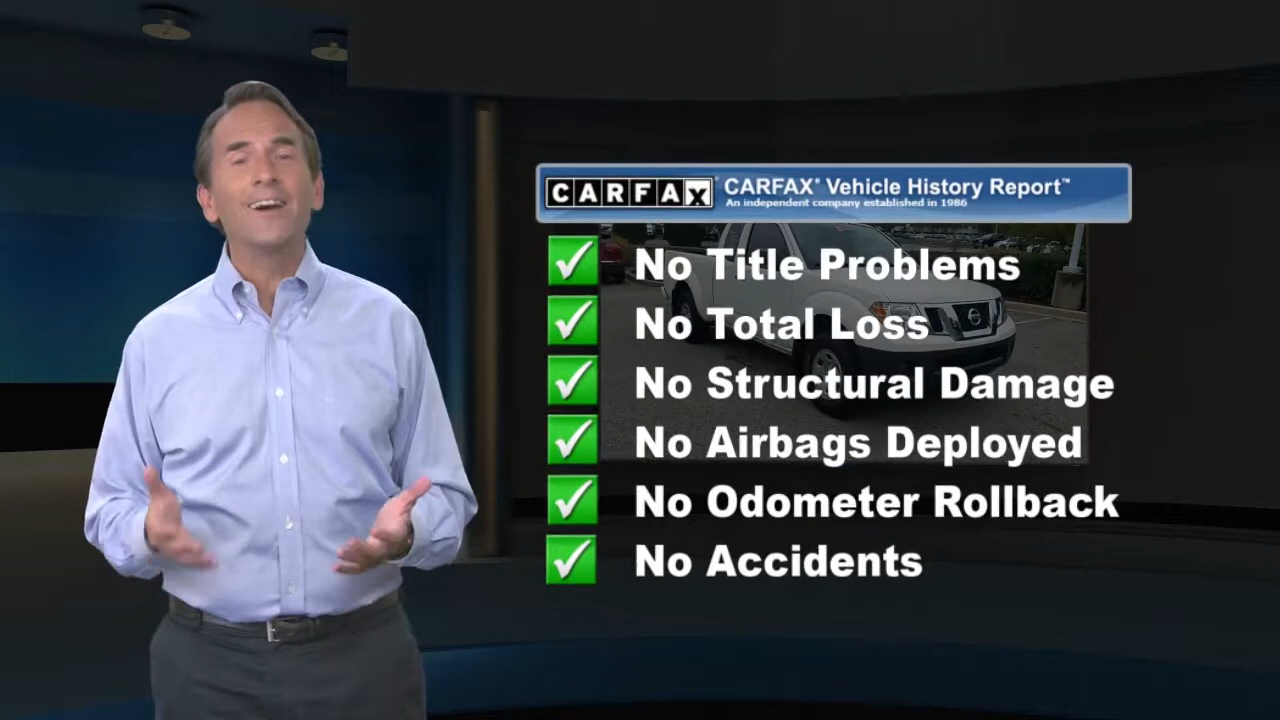 CARFAX CARFAX® Vehicle History Report™
An independent company established in 1986
No Title Problems
No Total Loss
No Structural Damage
No Airbags Deployed
No Odometer Rollback
No Accidents